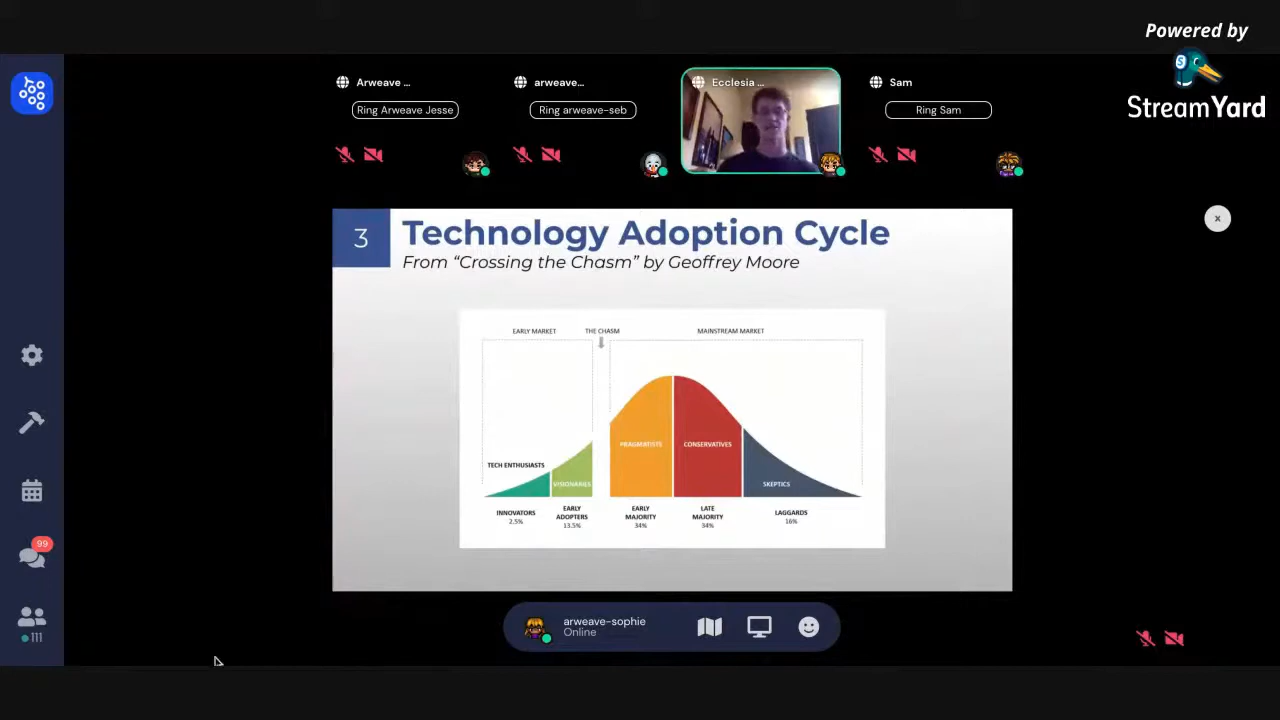 Powered by
StreamYard
Arweave ...
Ring Arweave Jesse
arweave...
Ring arweave-seb
Ecclesia ...
Sam
Ring Sam
x
3
Technology Adoption Cycle
From “Crossing the Chasm” by Geoffrey Moore
EARLY MARKET
THE CHASM
MAINSTREAM MARKET
TECH ENTHUSIASTS
VISIONARIES
PRAGMATISTS
CONSERVATIVES
SKEPTICS
INNOVATORS
2.5%
EARLY
ADOPTERS
13.5%
EARLY
MAJORITY
34%
LATE
MAJORITY
34%
LAGGARDS
16%
99
111
arweave-sophie
Online